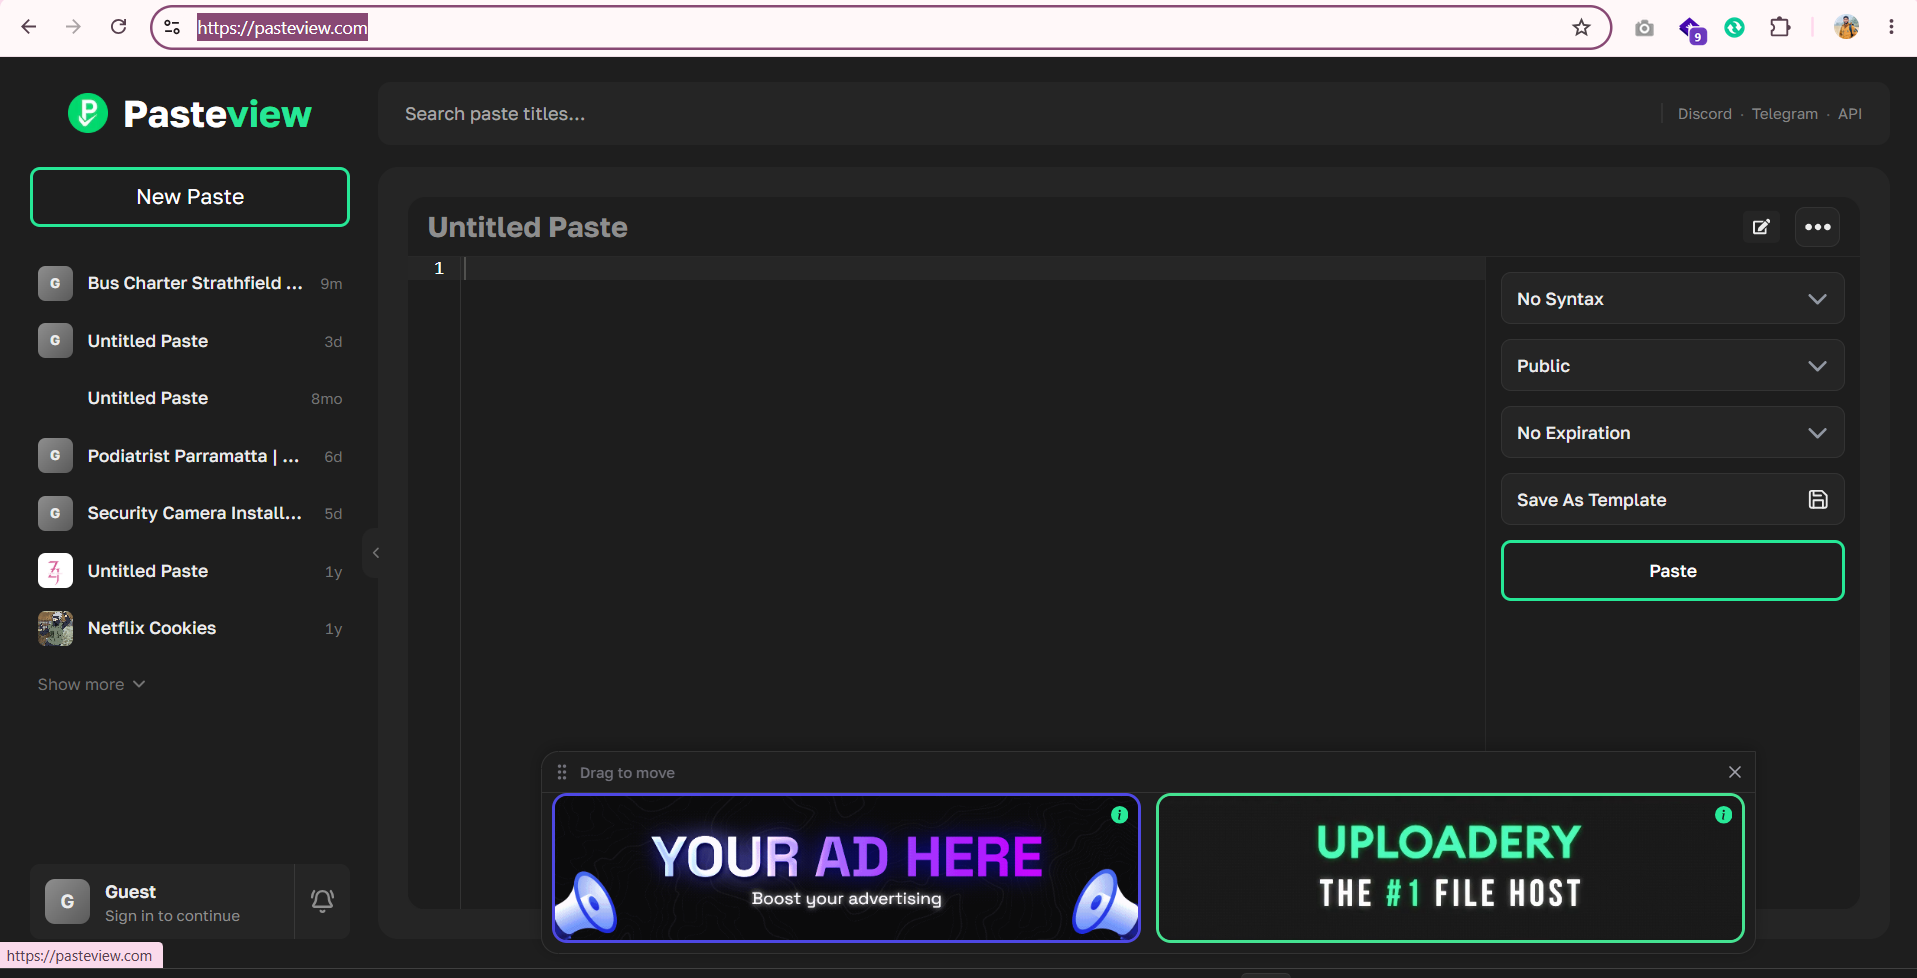 https://pasteview.com
9
Pasteview
Search paste titles...
Discord · Telegram · API
New Paste
Untitled Paste
1
G Bus Charter Strathfield ... 9m
G Untitled Paste 3d
Untitled Paste 8mo
G Podiatrist Parramatta | ... 6d
G Security Camera Install... 5d
Untitled Paste 1y
Netflix Cookies 1y
Show more
No Syntax
Public
No Expiration
Save As Template
Paste
Drag to move
YOUR AD HERE
Boost your advertising
UPLOADERY
THE #1 FILE HOST
G
Guest
Sign in to continue
https://pasteview.com